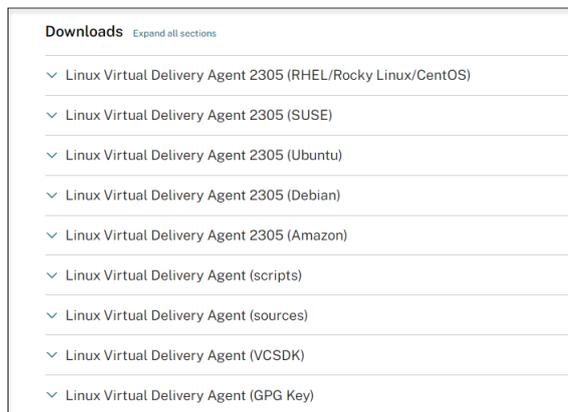 Downloads Expand all sections
Linux Virtual Delivery Agent 2305 (RHEL/Rocky Linux/CentOS)
Linux Virtual Delivery Agent 2305 (SUSE)
Linux Virtual Delivery Agent 2305 (Ubuntu)
Linux Virtual Delivery Agent 2305 (Debian)
Linux Virtual Delivery Agent 2305 (Amazon)
Linux Virtual Delivery Agent (scripts)
Linux Virtual Delivery Agent (sources)
Linux Virtual Delivery Agent (VCSDK)
Linux Virtual Delivery Agent (GPG Key)